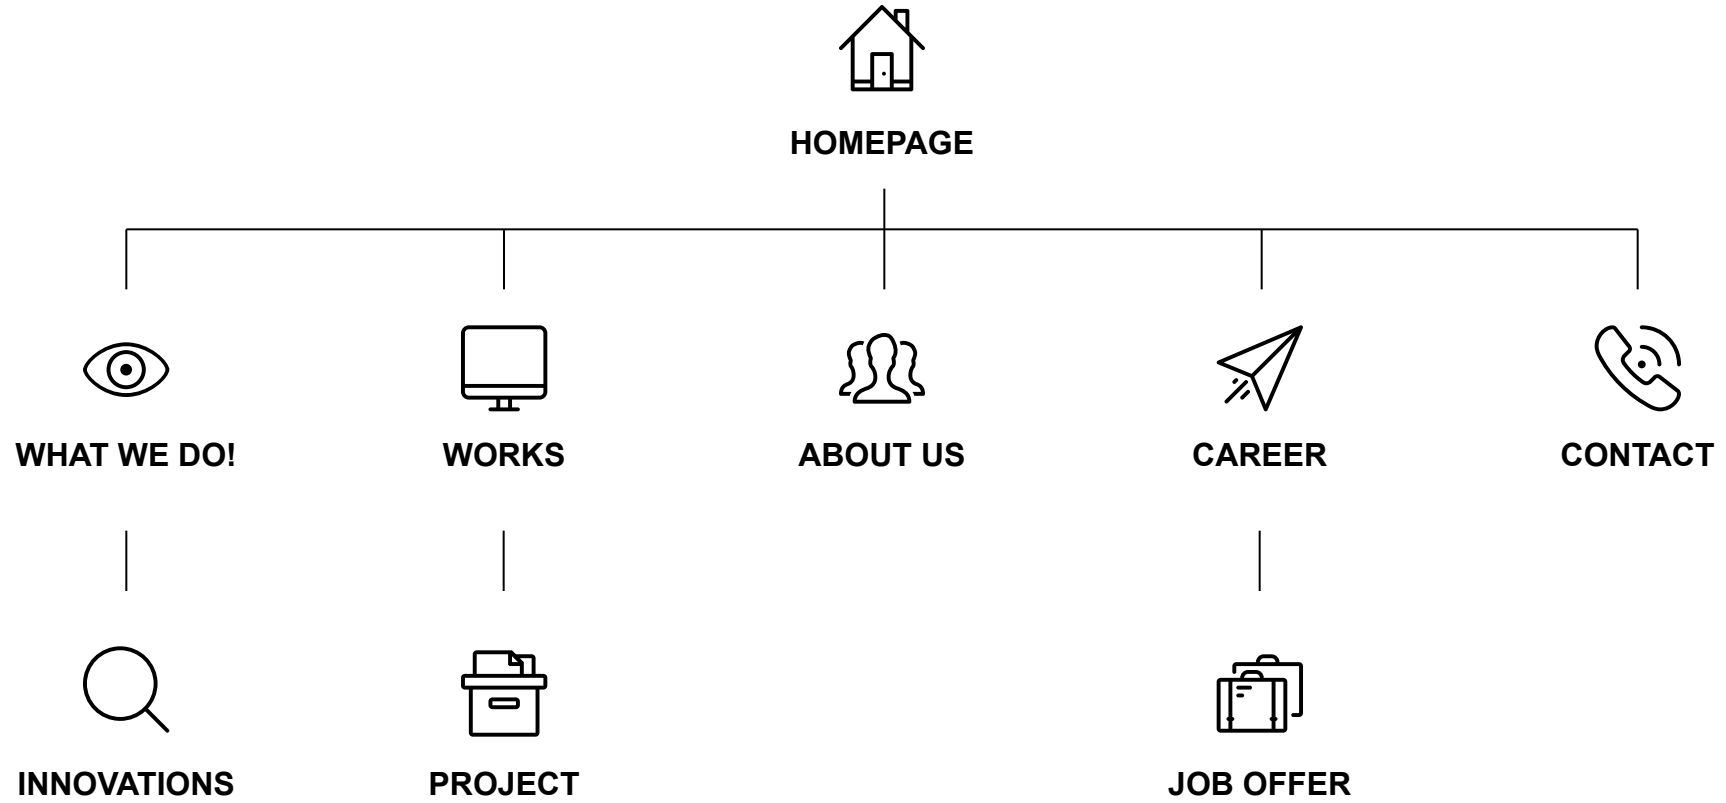 HOMEPAGE
WHAT WE DO!
WORKS
ABOUT US
CAREER
CONTACT
INNOVATIONS
PROJECT
JOB OFFER